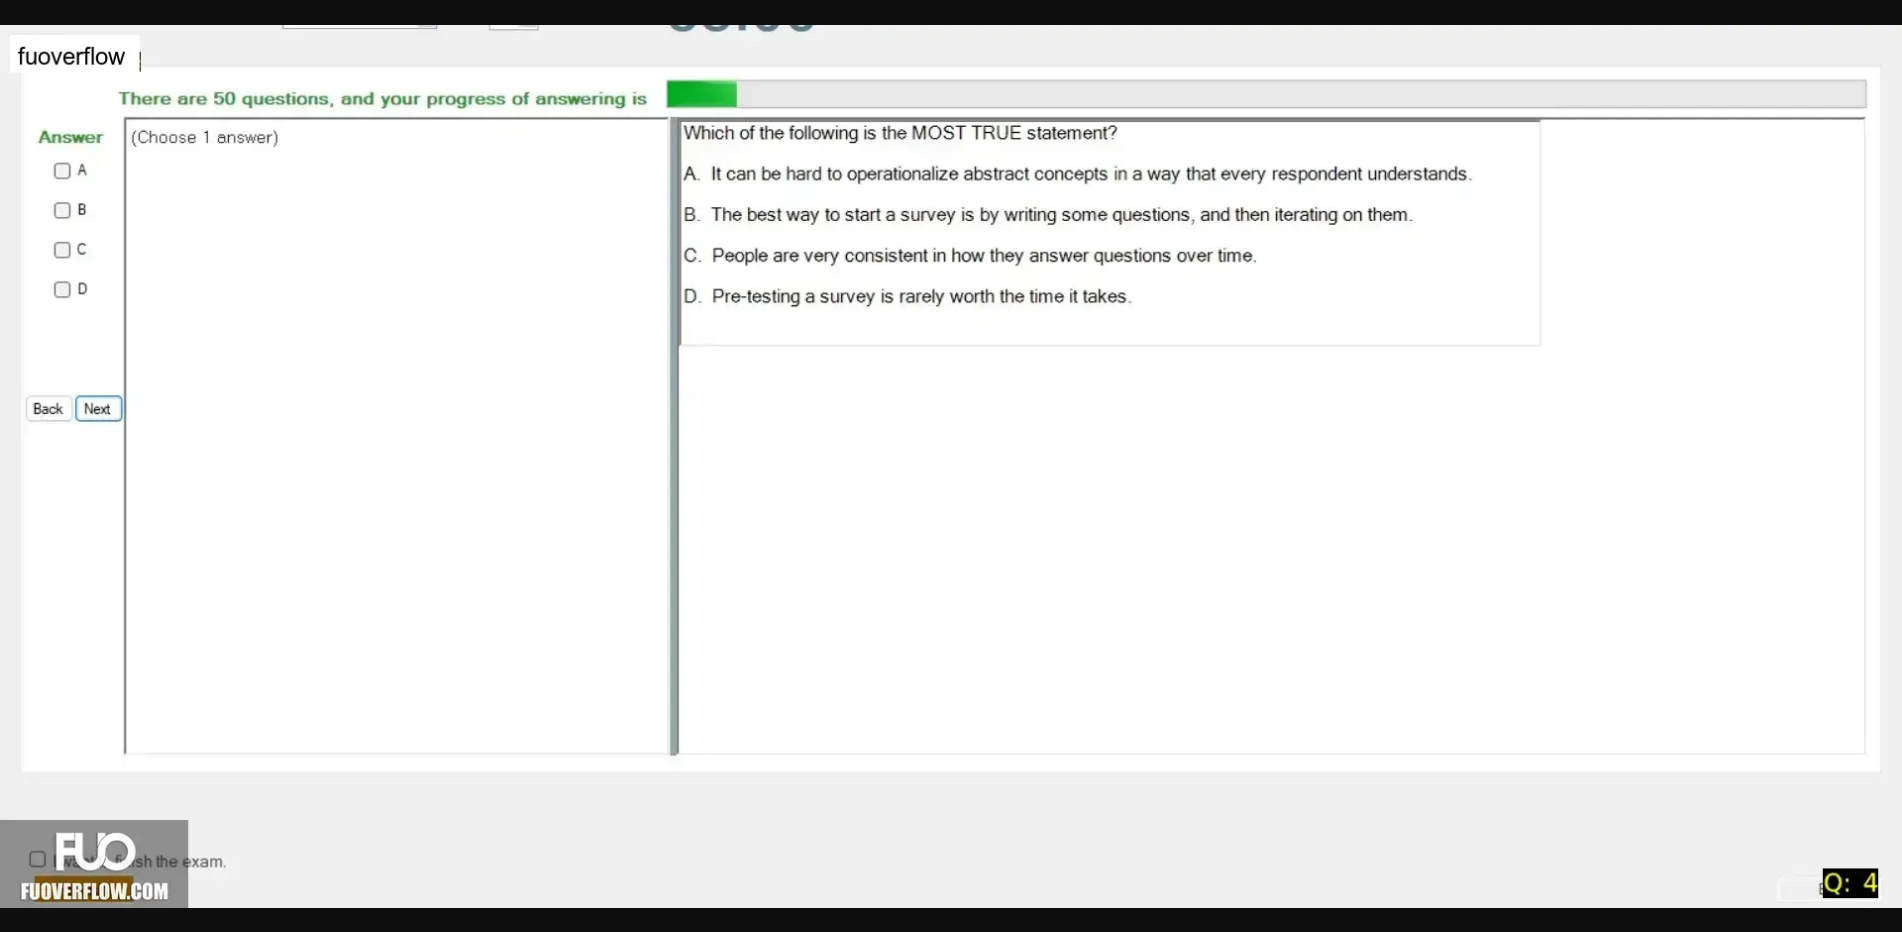 fuoverflow
There are 50 questions, and your progress of answering is
Answer
(Choose 1 answer)
A
B
C
D
Back
Next
Which of the following is the MOST TRUE statement?
A. It can be hard to operationalize abstract concepts in a way that every respondent understands.
B. The best way to start a survey is by writing some questions, and then iterating on them.
C. People are very consistent in how they answer questions over time.
D. Pre-testing a survey is rarely worth the time it takes.
FUO
sh the exam.
FUOVERFLOW.COM
Q: 4